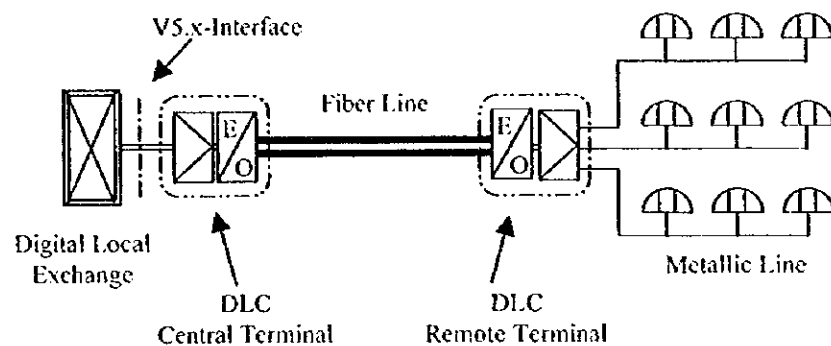 V5.x-Interface
Fiber Line
E
O
E
O
Digital Local
Exchange
DLC
Central Terminal
DLC
Remote Terminal
Metallic Line